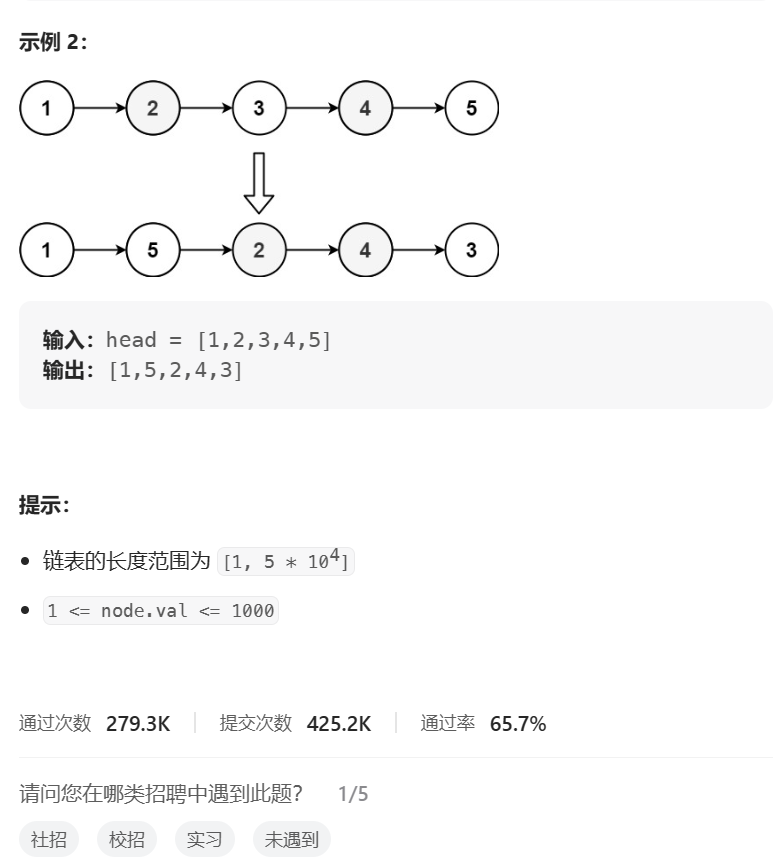 示例 2：
1 2 3 4 5
1 5 2 4 3
输入：head = [1,2,3,4,5]
输出：[1,5,2,4,3]
提示：
• 链表的长度范围为 [1, 5 * 10⁴]
• 1 <= node.val <= 1000
通过次数 279.3K 提交次数 425.2K 通过率 65.7%
请问您在哪类招聘中遇到此题？ 1/5
社招 校招 实习 未遇到